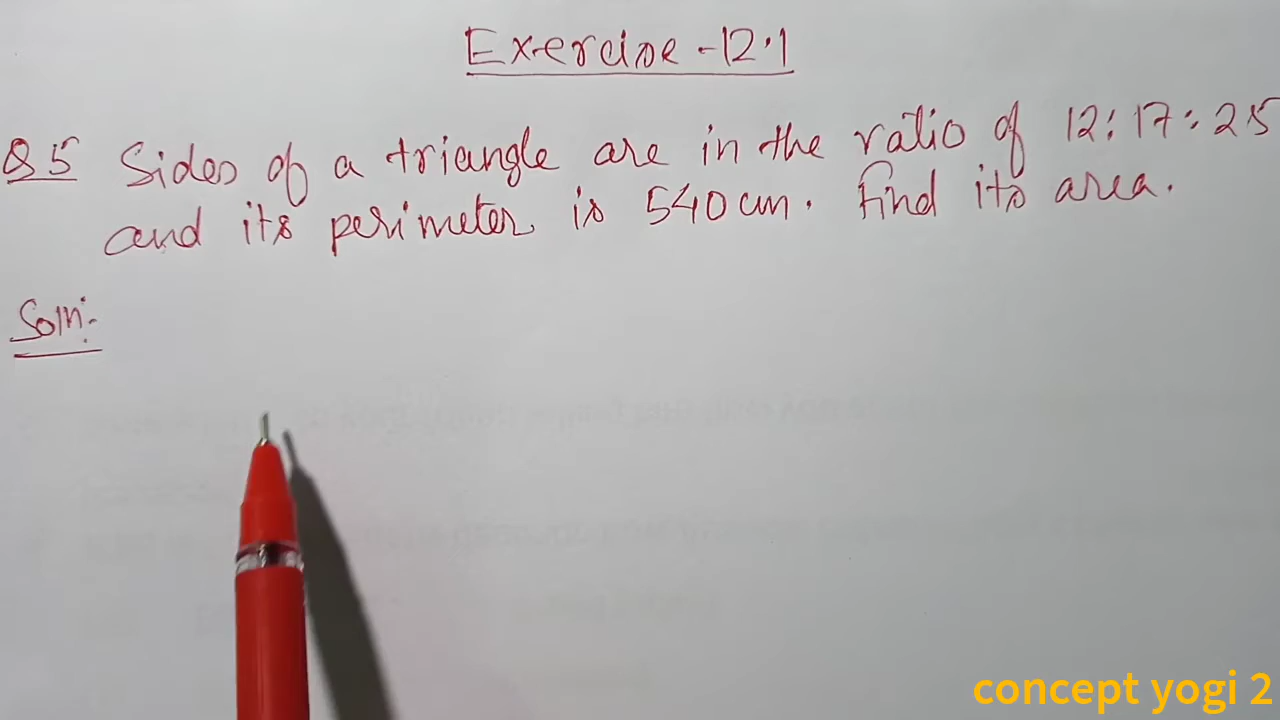 Exercise -12.1
Q5 Sides of a triangle are in the ratio of 12:17:25
and its perimeter is 540cm. Find its area.
Soln:-
concept yogi 2